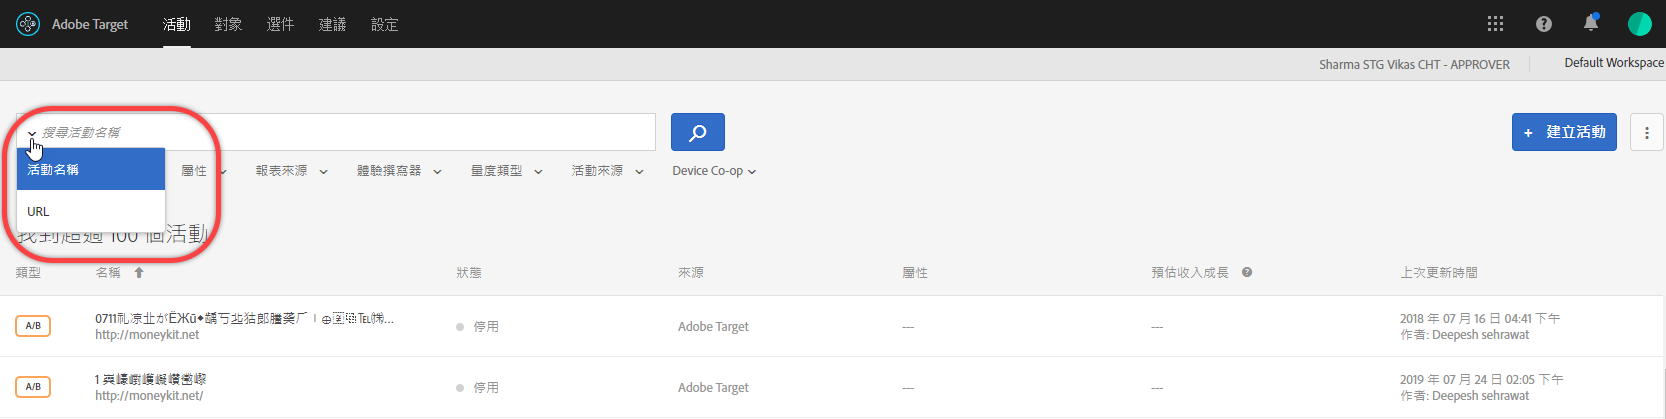 Adobe Target 活動 對象 選件 建議 設定
Sharma STG Vikas CHT - APPROVER Default Workspace
搜尋活動名稱
+ 建立活動
活動名稱
屬性 報表來源 體驗撰寫器 量度類型 活動來源 Device Co-op
URL
找到超過 100 個活動
類型 名稱 狀態 來源 屬性 預估收入成長 上次更新時間
A/B
http://moneykit.net
停用 Adobe Target --- ---
2018 年 07 月 16 日 04:41 下午
作者: Deepesh sehrawat
A/B
http://moneykit.net/
停用 Adobe Target --- ---
2019 年 07 月 24 日 02:05 下午
作者: Deepesh sehrawat